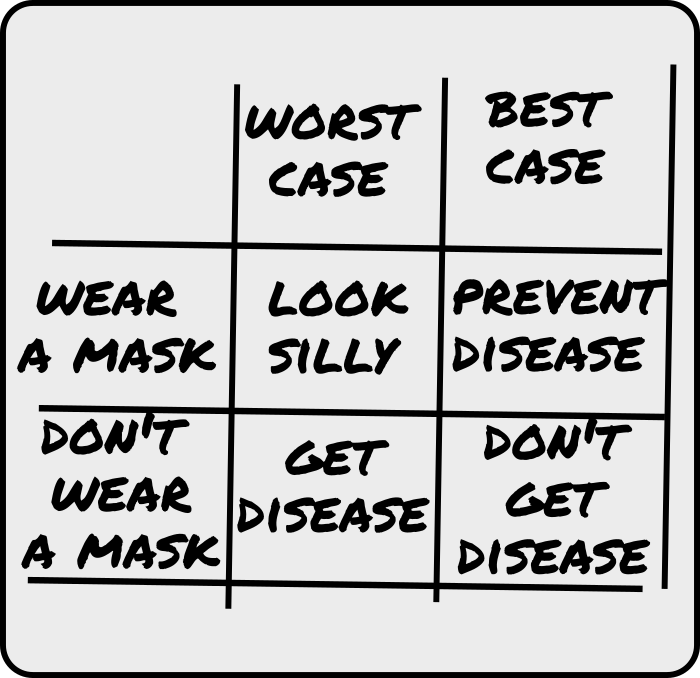 WORST
CASE
BEST
CASE
WEAR
A MASK
LOOK
SILLY
PREVENT
DISEASE
DON'T
WEAR
A MASK
GET
DISEASE
DON'T
GET
DISEASE